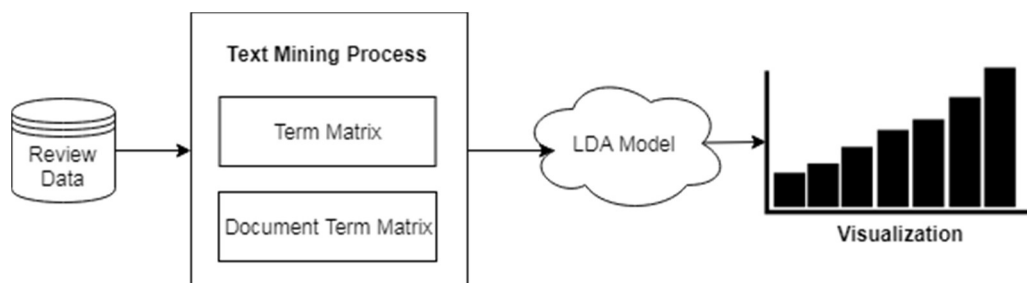 Review
Data
Text Mining Process
Term Matrix
Document Term Matrix
LDA Model
Visualization